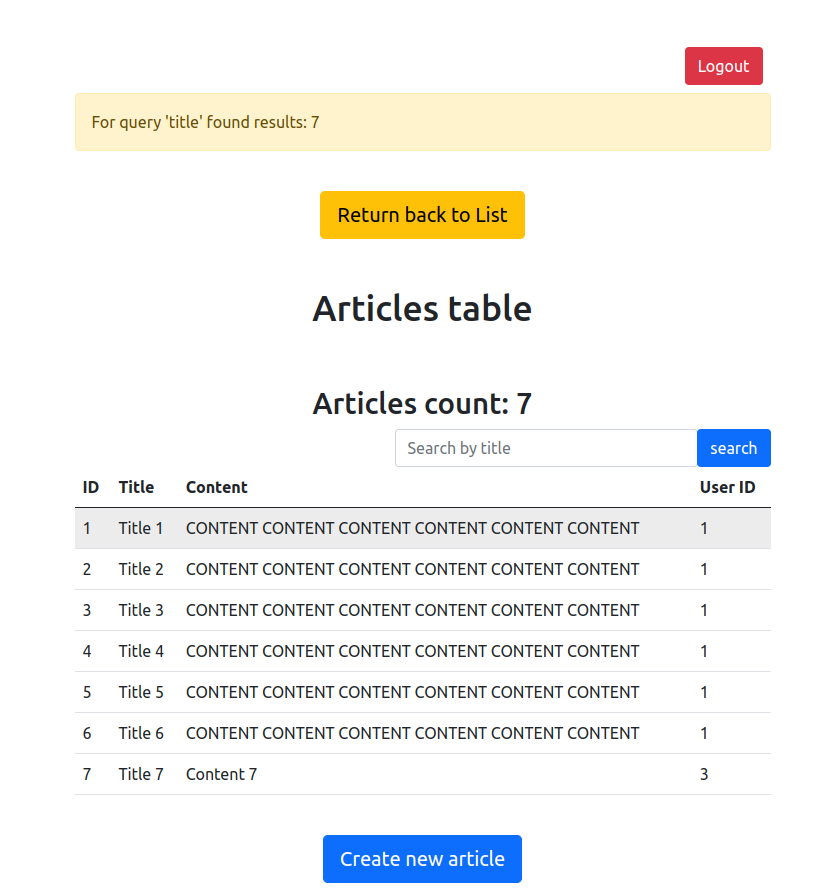 Logout
For query 'title' found results: 7
Return back to List
Articles table
Articles count: 7
Search by title search
ID Title Content User ID
1 Title 1 CONTENT CONTENT CONTENT CONTENT CONTENT CONTENT 1
2 Title 2 CONTENT CONTENT CONTENT CONTENT CONTENT CONTENT 1
3 Title 3 CONTENT CONTENT CONTENT CONTENT CONTENT CONTENT 1
4 Title 4 CONTENT CONTENT CONTENT CONTENT CONTENT CONTENT 1
5 Title 5 CONTENT CONTENT CONTENT CONTENT CONTENT CONTENT 1
6 Title 6 CONTENT CONTENT CONTENT CONTENT CONTENT CONTENT 1
7 Title 7 Content 7 3
Create new article